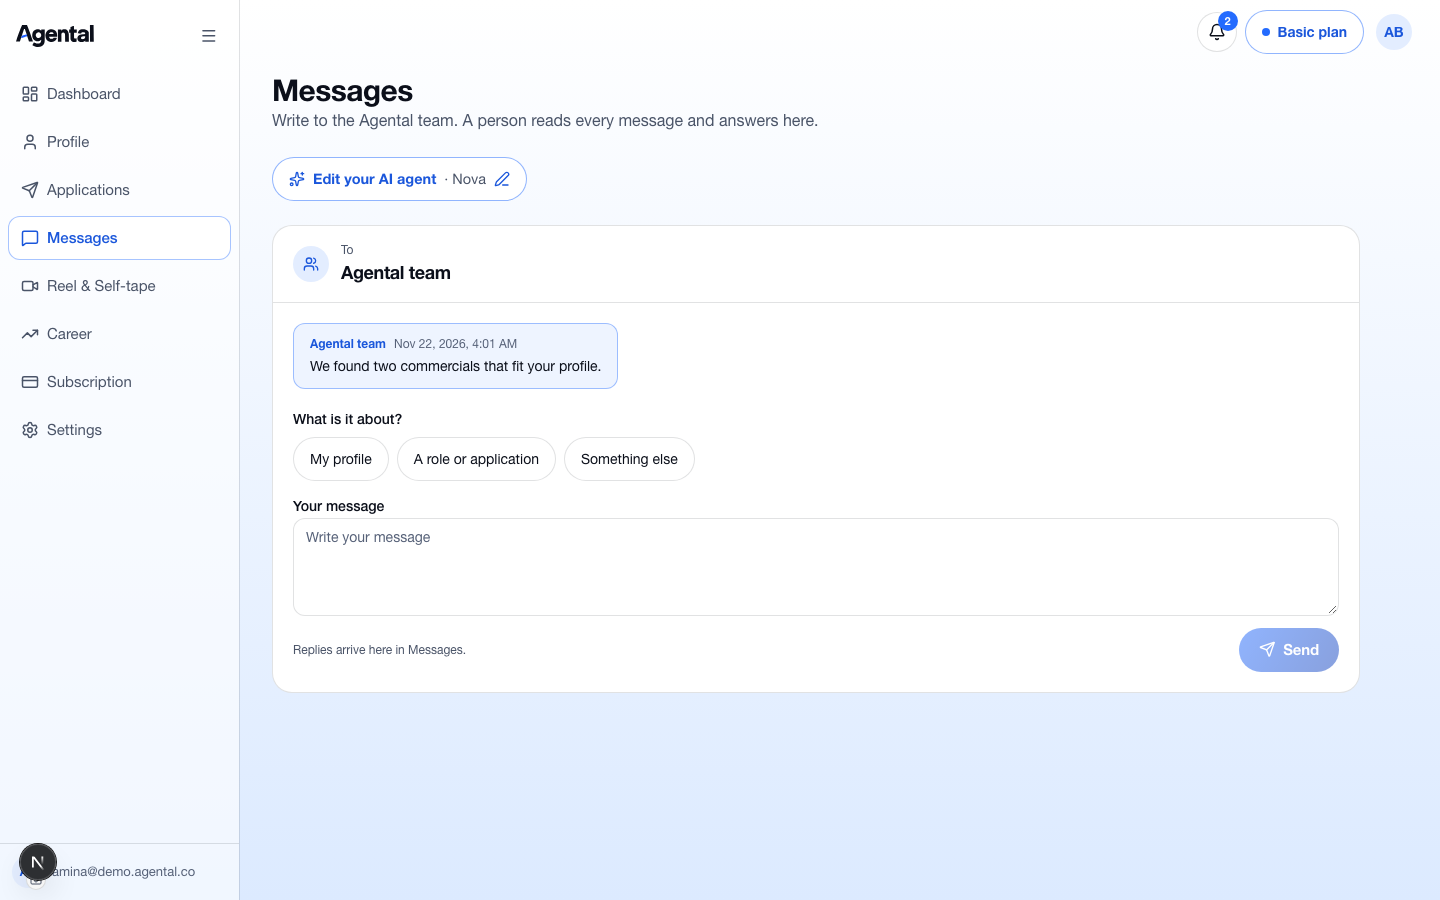 Agental
2
Basic plan
AB
Dashboard
Profile
Applications
Messages
Reel & Self-tape
Career
Subscription
Settings
amina@demo.agental.co
Messages
Write to the Agental team. A person reads every message and answers here.
Edit your AI agent · Nova
To
Agental team
Agental team Nov 22, 2026, 4:01 AM
We found two commercials that fit your profile.
What is it about?
My profile
A role or application
Something else
Your message
Write your message
Replies arrive here in Messages.
Send
N